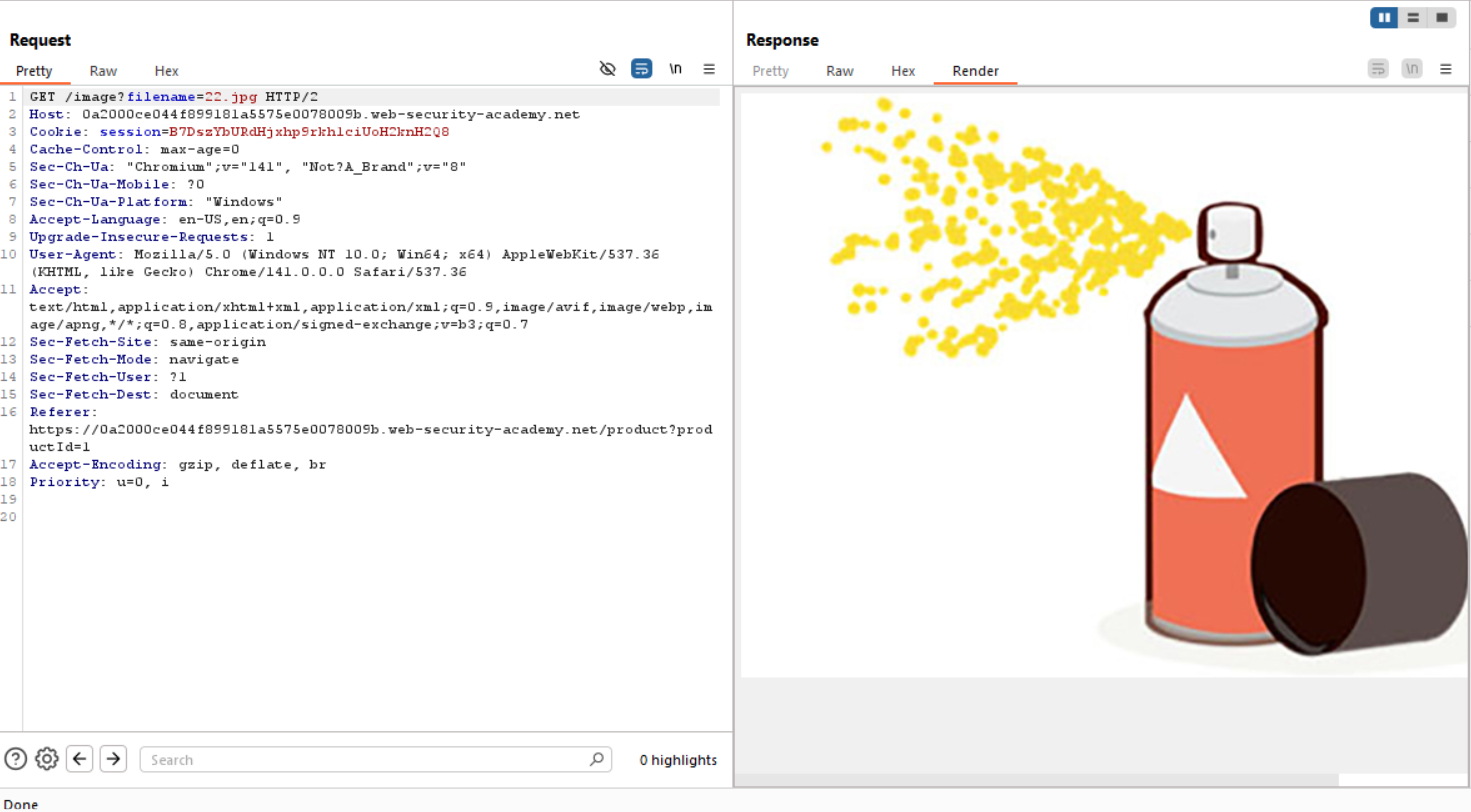 Request
Pretty Raw Hex
\n
1 GET /image?filename=22.jpg HTTP/2
2 Host: 0a2000ce044f899181a5575e0078009b.web-security-academy.net
3 Cookie: session=B7DszYbURdHjxhp9rkh1ciUoH2knH2Q8
4 Cache-Control: max-age=0
5 Sec-Ch-Ua: "Chromium";v="141", "Not?A_Brand";v="8"
6 Sec-Ch-Ua-Mobile: ?0
7 Sec-Ch-Ua-Platform: "Windows"
8 Accept-Language: en-US,en;q=0.9
9 Upgrade-Insecure-Requests: 1
10 User-Agent: Mozilla/5.0 (Windows NT 10.0; Win64; x64) AppleWebKit/537.36
(KHTML, like Gecko) Chrome/141.0.0.0 Safari/537.36
11 Accept:
text/html,application/xhtml+xml,application/xml;q=0.9,image/avif,image/webp,im
age/apng,*/*;q=0.8,application/signed-exchange;v=b3;q=0.7
12 Sec-Fetch-Site: same-origin
13 Sec-Fetch-Mode: navigate
14 Sec-Fetch-User: ?1
15 Sec-Fetch-Dest: document
16 Referer:
https://0a2000ce044f899181a5575e0078009b.web-security-academy.net/product?prod
uctId=1
17 Accept-Encoding: gzip, deflate, br
18 Priority: u=0, i
19
20
Search
0 highlights
Done
Response
Pretty Raw Hex Render
\n